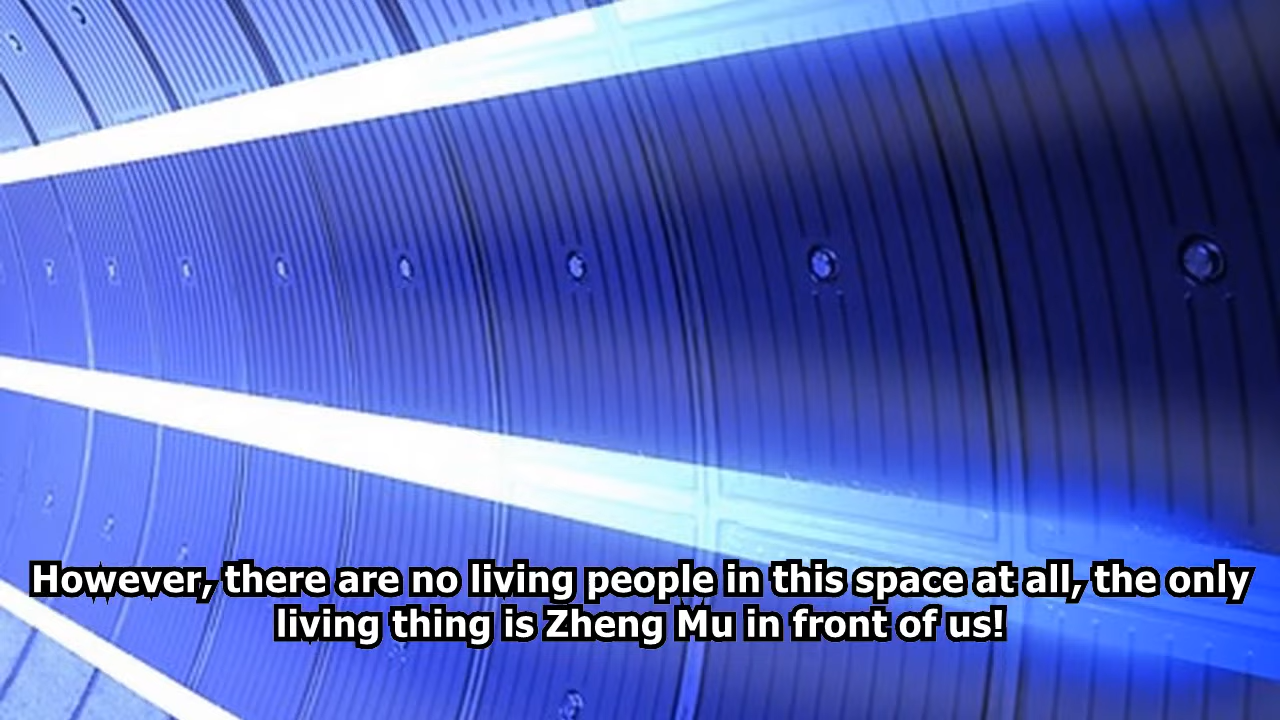 However, there are no living people in this space at all, the only
living thing is Zheng Mu in front of us!